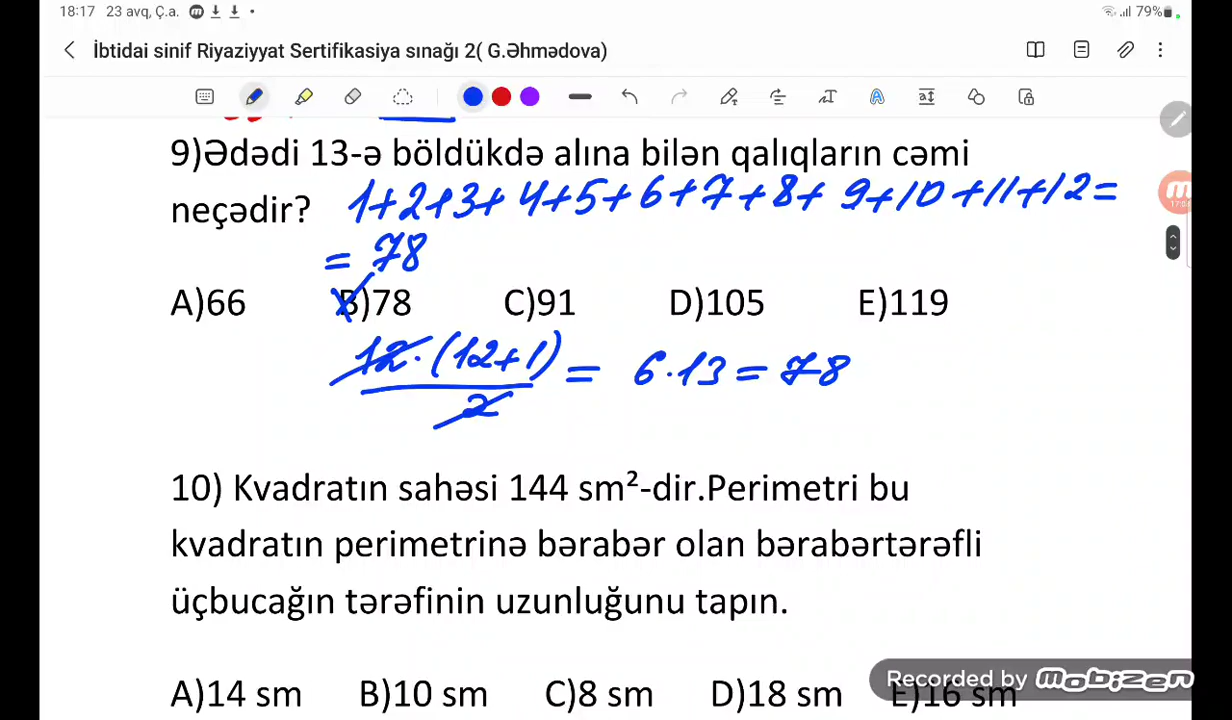 18:17 23 avq, Ç.a.
79%
İbtidai sinif Riyaziyyat Sertifikasiya sınağı 2( G.Əhmədova)
9)Ədədi 13-ə böldükdə alına bilən qalıqların cəmi
neçədir? 1+2+3+ 4+5+6+7+8+ 9+10+11+12=
= 78
A)66 B)78 C)91 D)105 E)119
12·(12+1)/2 = 6·13=78
10) Kvadratın sahəsi 144 sm²-dir.Perimetri bu
kvadratın perimetrinə bərabər olan bərabərtərəfli
üçbucağın tərəfinin uzunluğunu tapın.
A)14 sm B)10 sm C)8 sm D)18 sm E)16 sm
Recorded by mobizen